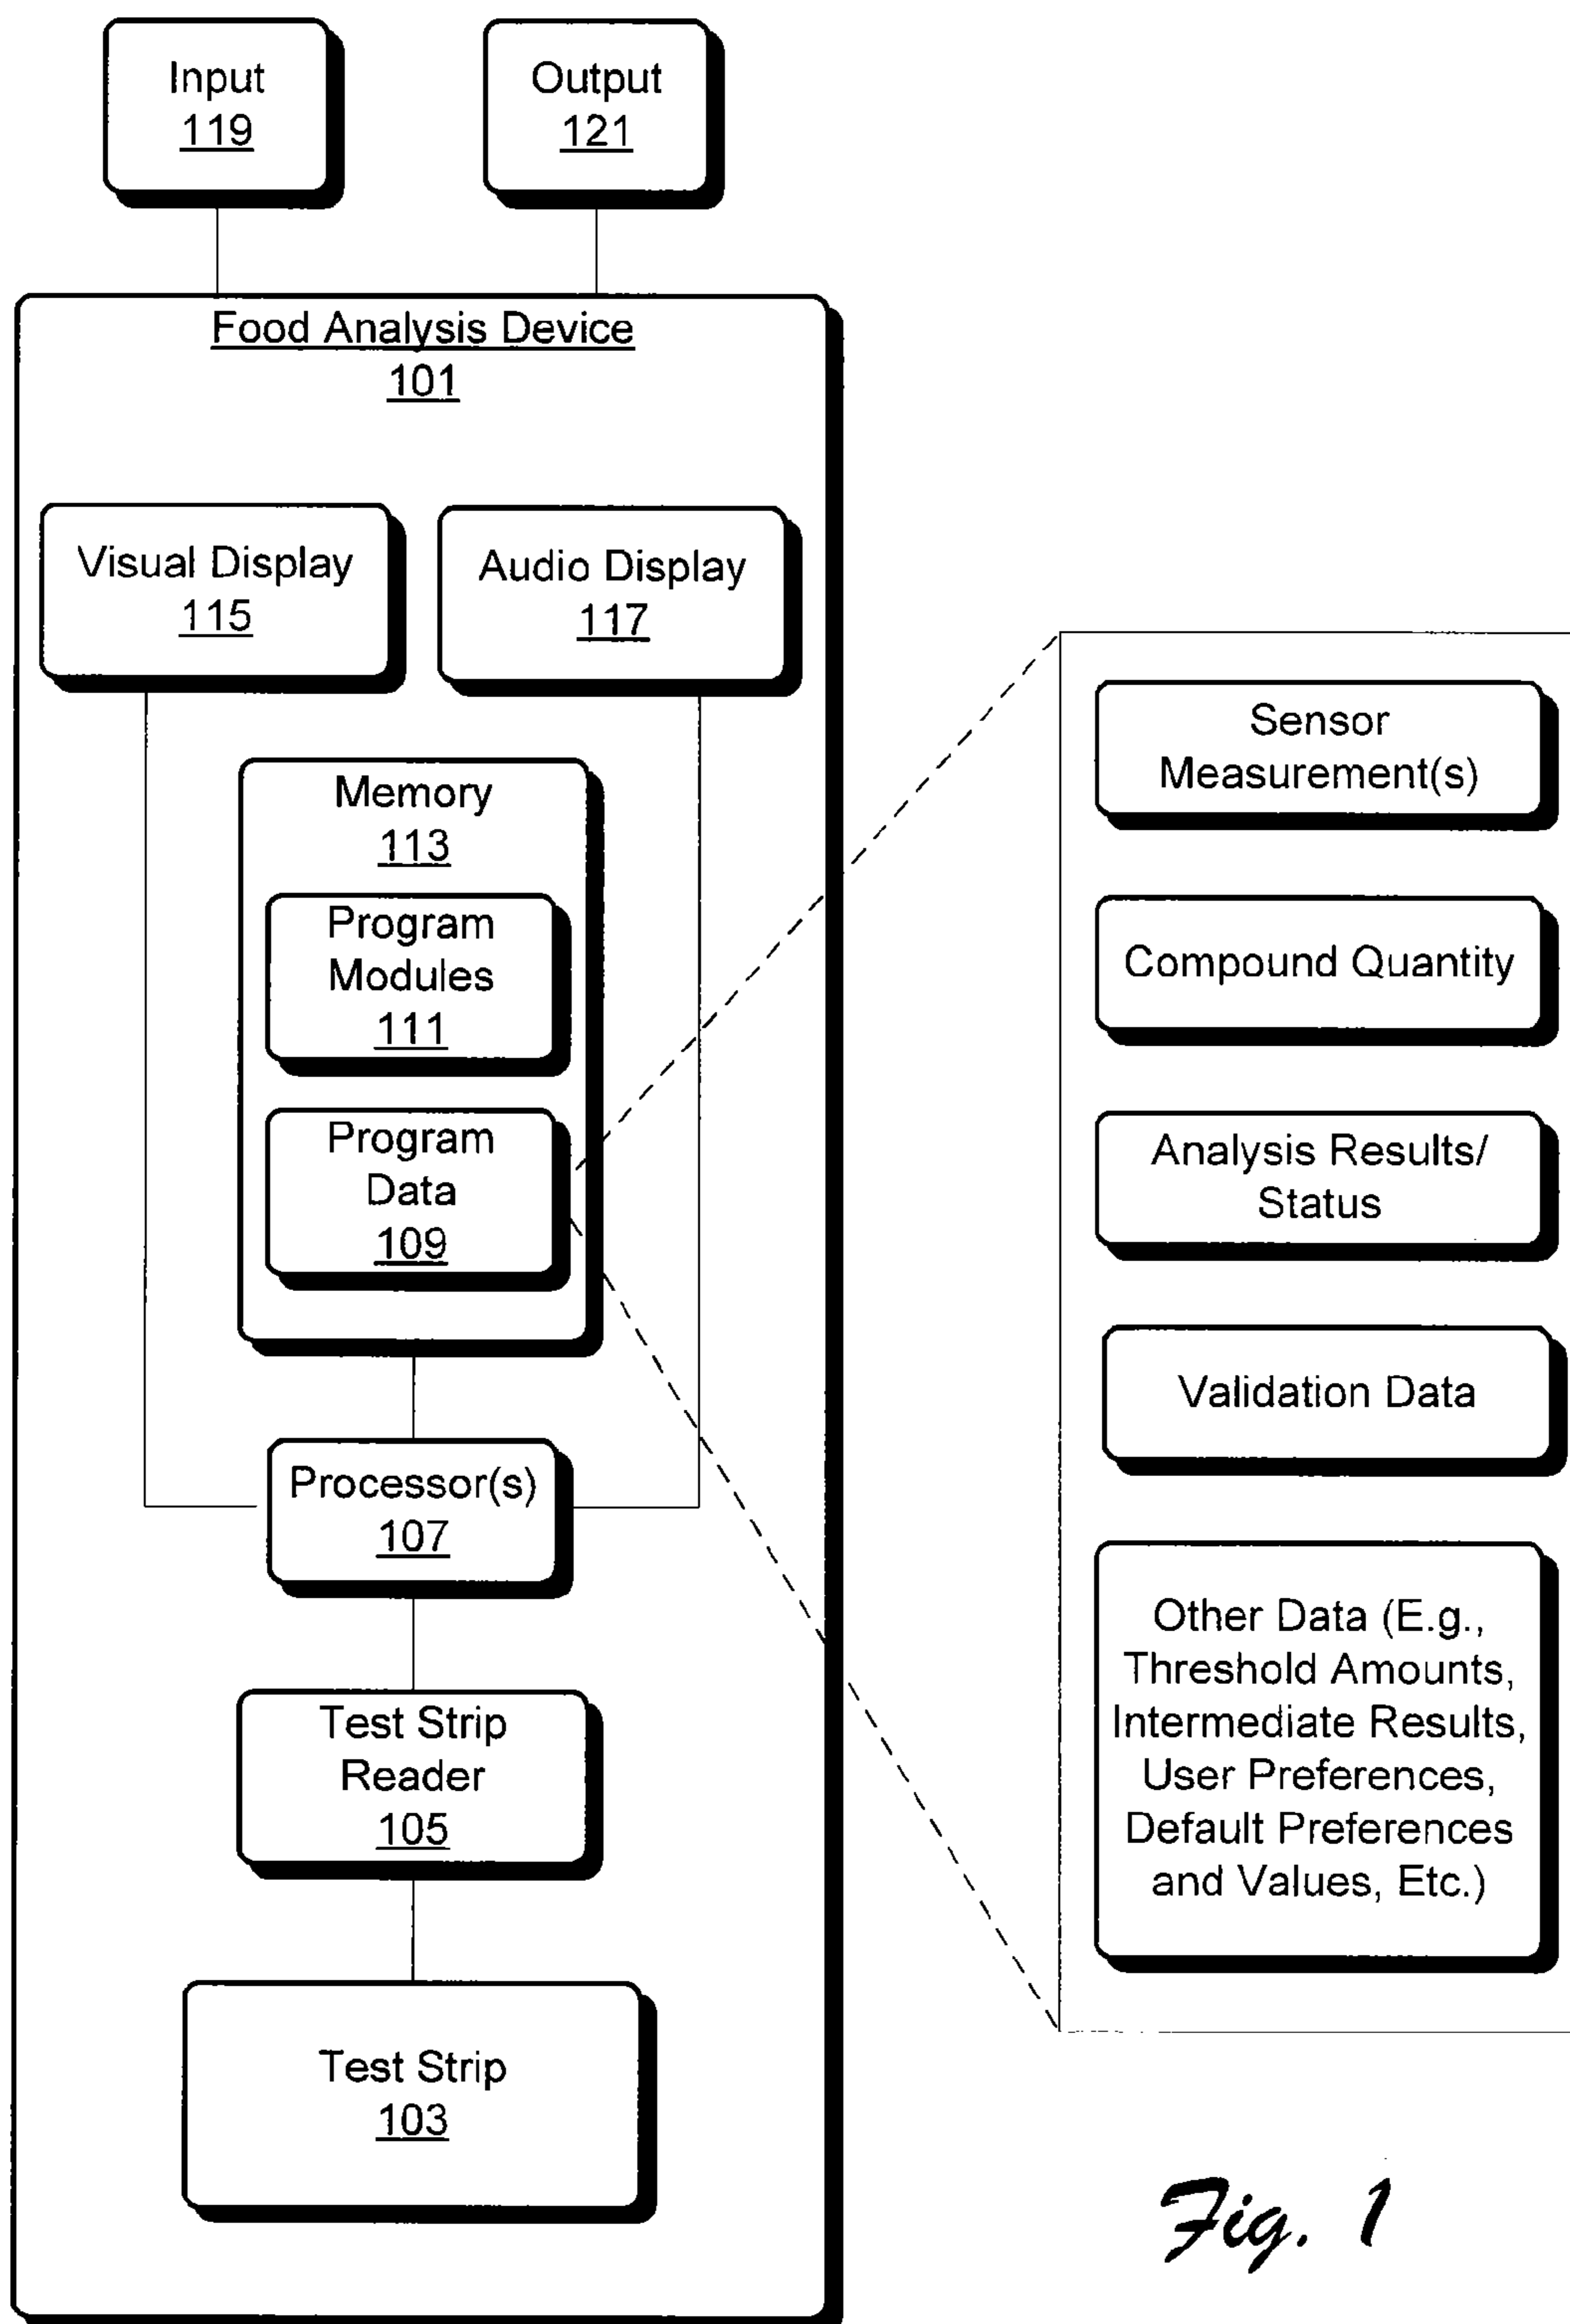 Input
119
Output
121
Food Analysis Device
101
Visual Display
115
Audio Display
117
Memory
113
Program
Modules
111
Program
Data
109
Processor(s)
107
Test Strip
Reader
105
Test Strip
103
Sensor
Measurement(s)
Compound Quantity
Analysis Results/
Status
Validation Data
Other Data (E.g.,
Threshold Amounts,
Intermediate Results,
User Preferences,
Default Preferences
and Values, Etc.)
Fig. 1